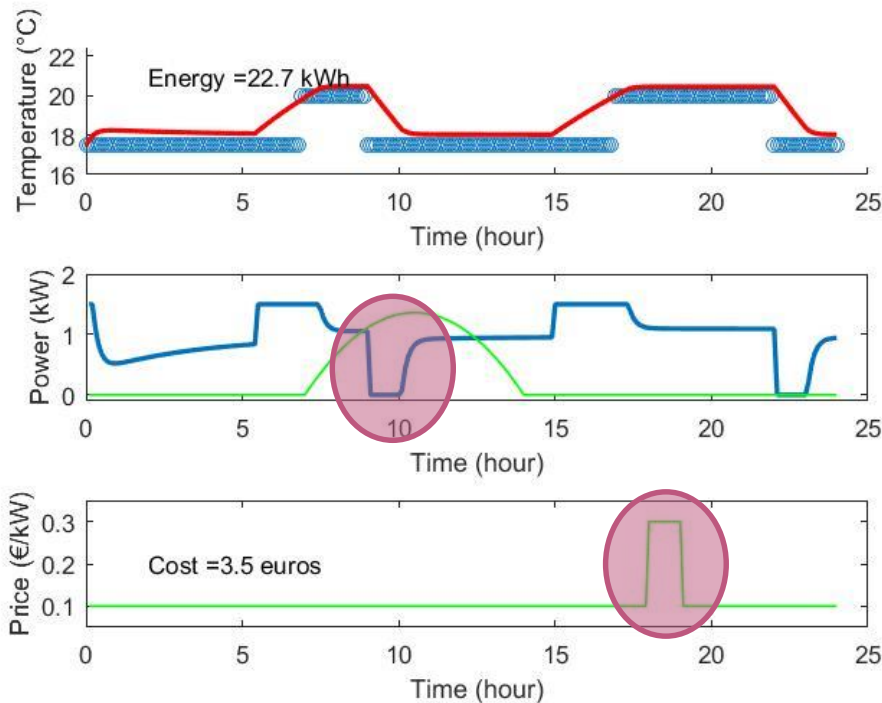 Temperature (°C)
22
20
18
16
Energy =22.7 kWh
0 5 10 15 20 25
Time (hour)
Power (kW)
2
1
0
0 5 10 15 20 25
Time (hour)
Price (€/kW)
0.3
0.2
0.1
Cost =3.5 euros
0 5 10 15 20 25
Time (hour)